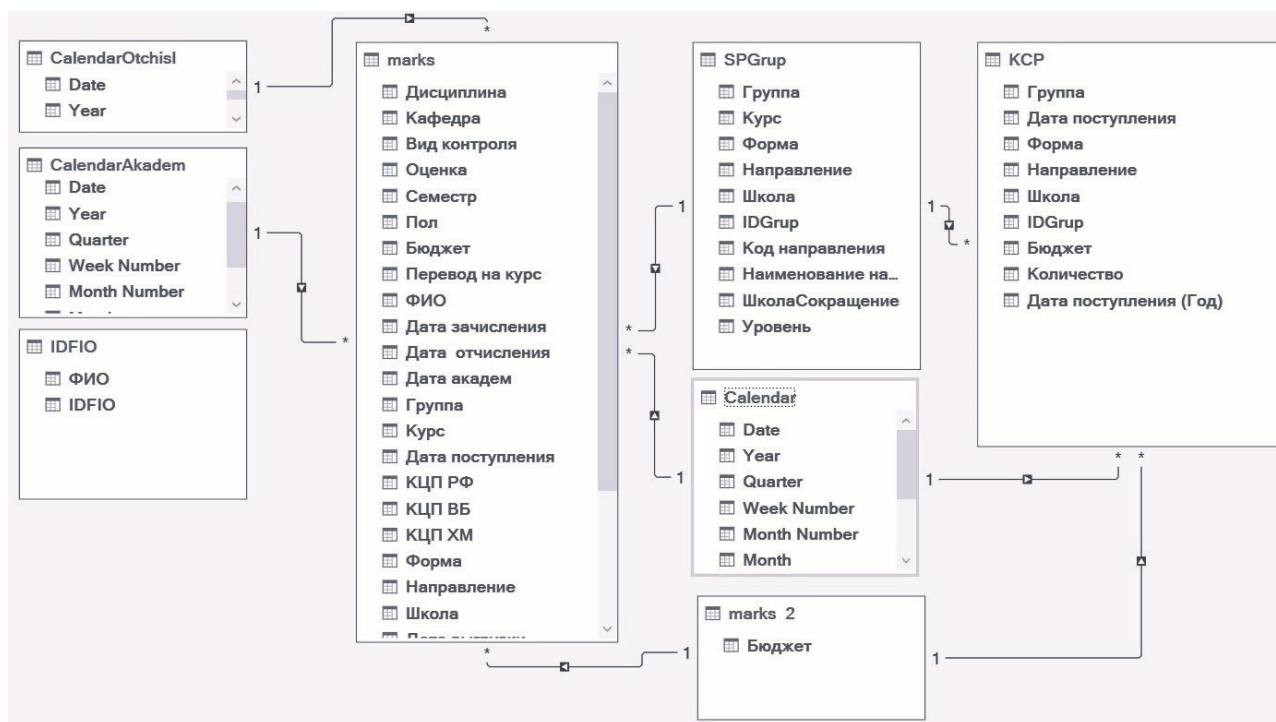 CalendarOtchisl
Date
Year
1
*
CalendarAkadem
Date
Year
Quarter
Week Number
Month Number
1
*
IDFIO
ФИО
IDFIO
marks
Дисциплина
Кафедра
Вид контроля
Оценка
Семестр
Пол
Бюджет
Перевод на курс
ФИО
Дата зачисления
Дата отчисления
Дата академ
Группа
Курс
Дата поступления
КЦП РФ
КЦП ВБ
КЦП ХМ
Форма
Направление
Школа
*
SPGrup
Группа
Курс
Форма
Направление
Школа
IDGrup
Код направления
Наименование на...
ШколаСокращение
Уровень
1
*
1
*
Calendar
Date
Year
Quarter
Week Number
Month Number
Month
*
1
1
*
marks 2
Бюджет
1
1
*
KCP
Группа
Дата поступления
Форма
Направление
Школа
IDGrup
Бюджет
Количество
Дата поступления (Год)